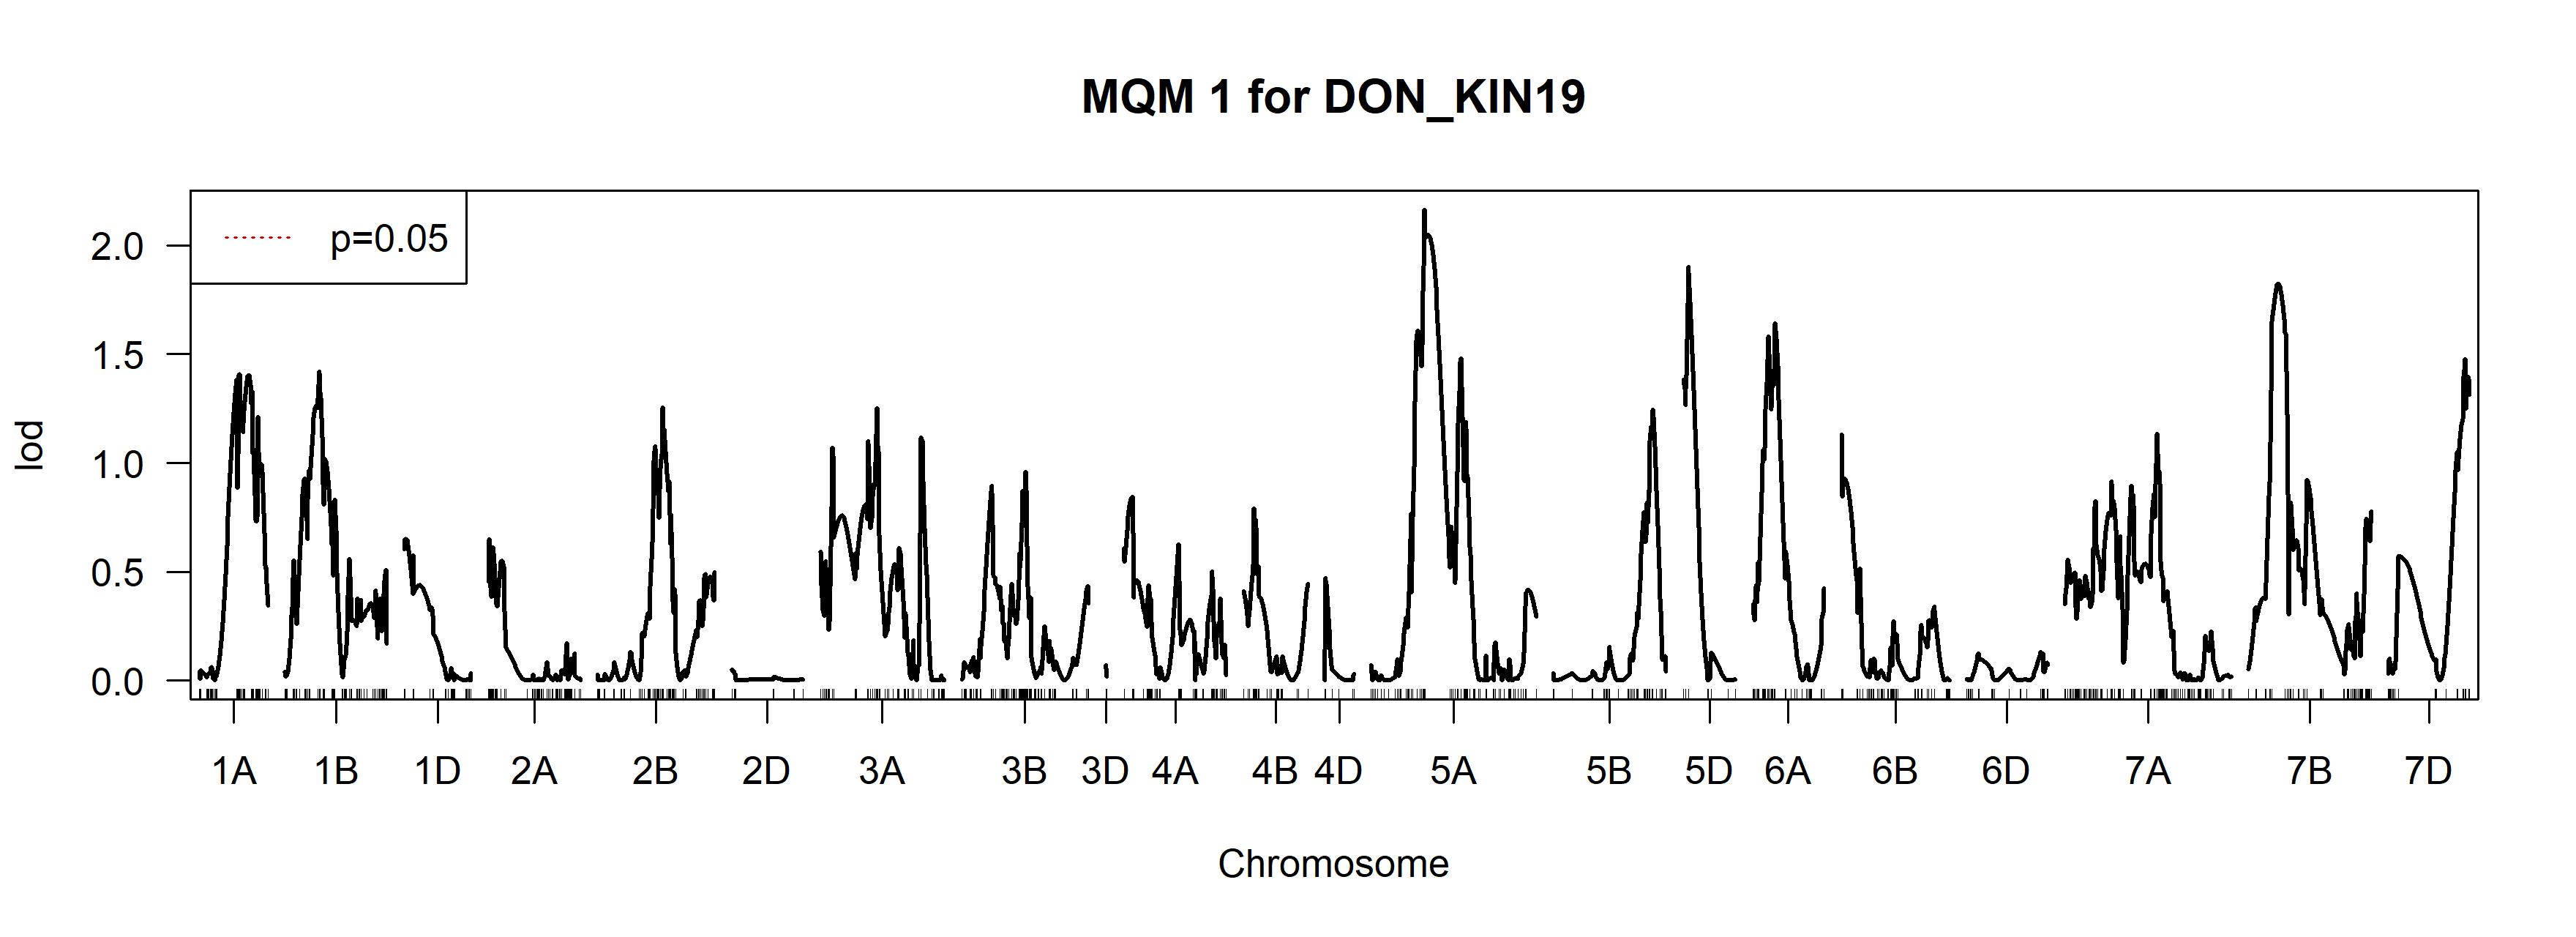 MQM 1 for DON_KIN19
p=0.05
2.0
1.5
1.0
0.5
0.0
lod
1A 1B 1D 2A 2B 2D 3A 3B 3D 4A 4B 4D 5A 5B 5D 6A 6B 6D 7A 7B 7D
Chromosome